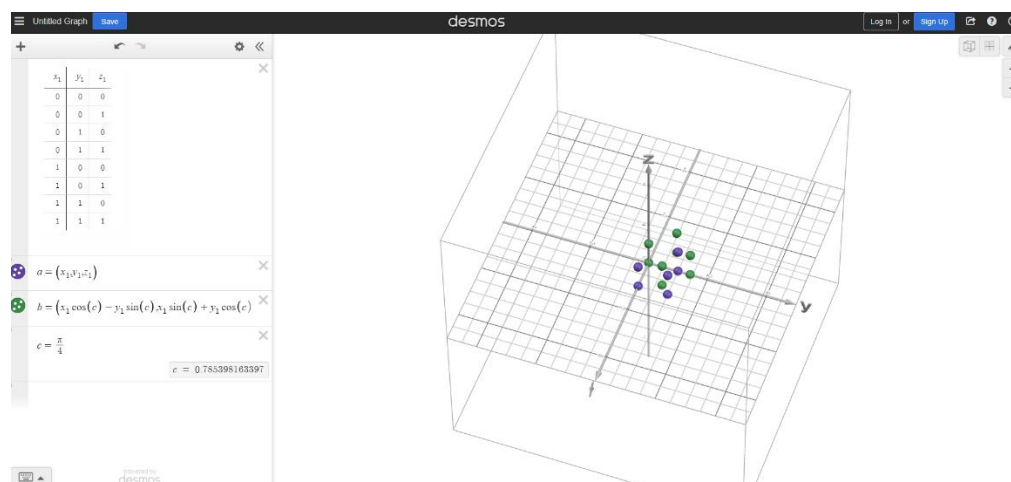 Untitled Graph Save desmos Log In or Sign Up
x₁ y₁ z₁
0 0 0
0 0 1
0 1 0
0 1 1
1 0 0
1 0 1
1 1 0
1 1 1
a = (x₁,y₁,z₁)
b = (x₁ cos(c) − y₁ sin(c),x₁ sin(c) + y₁ cos(c)
c = π/4
c = 0.785398163397
powered by
desmos
z
y